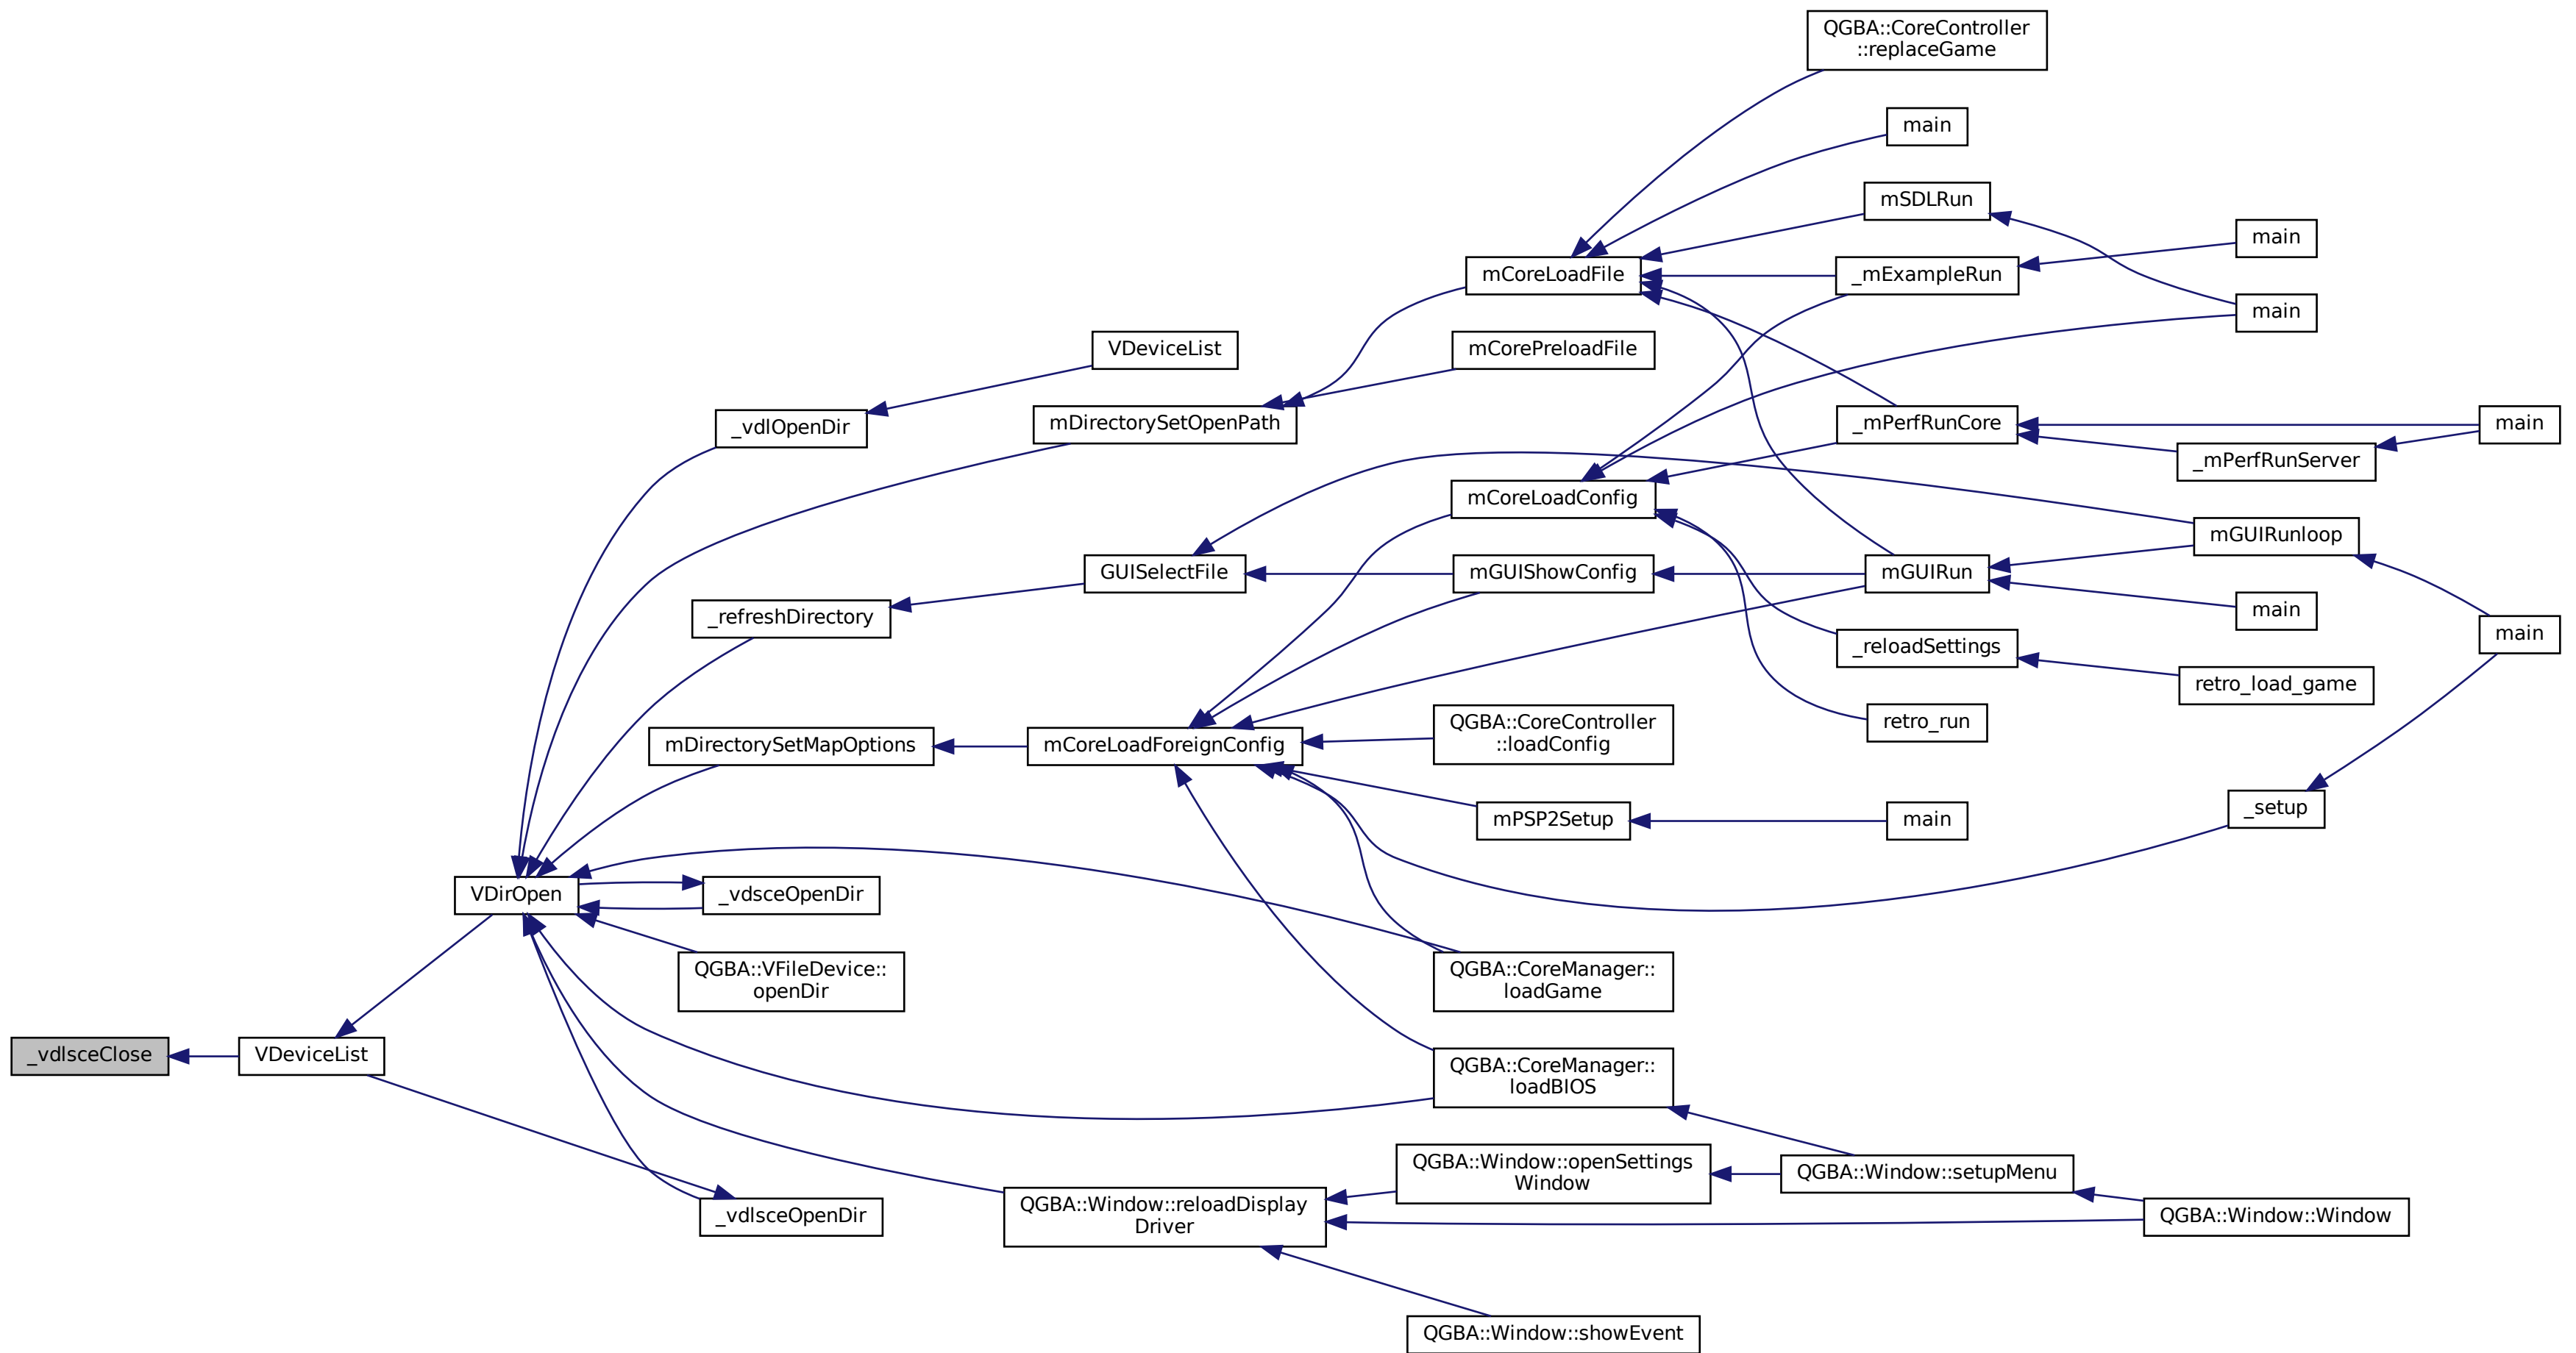 QGBA::CoreController
::replaceGame
main
mSDLRun
main
mCoreLoadFile
_mExampleRun
main
VDeviceList
mCorePreloadFile
_vdlOpenDir
mDirectorySetOpenPath
_mPerfRunCore
main
_mPerfRunServer
mCoreLoadConfig
mGUIRunloop
GUISelectFile
mGUIShowConfig
mGUIRun
main
_refreshDirectory
main
_reloadSettings
retro_load_game
mDirectorySetMapOptions
mCoreLoadForeignConfig
QGBA::CoreController
::loadConfig
retro_run
mPSP2Setup
main
_setup
VDirOpen
_vdsceOpenDir
QGBA::VFileDevice::
openDir
QGBA::CoreManager::
loadGame
_vdlsceClose
VDeviceList
QGBA::CoreManager::
loadBIOS
QGBA::Window::openSettings
Window
QGBA::Window::setupMenu
_vdlsceOpenDir
QGBA::Window::reloadDisplay
Driver
QGBA::Window::Window
QGBA::Window::showEvent